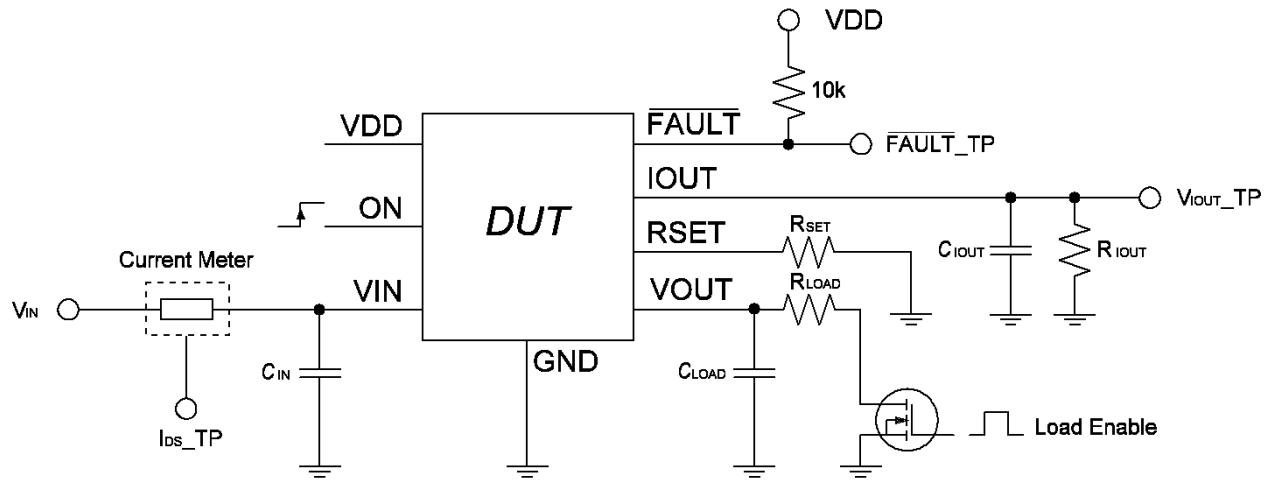 VDD
10k
VDD
FAULT
FAULT_TP
IOUT
VIOUT_TP
ON
DUT
RSET
RSET
CIOUT
RIOUT
Current Meter
VIN
VIN
VOUT
RLOAD
GND
CIN
CLOAD
IDS_TP
Load Enable